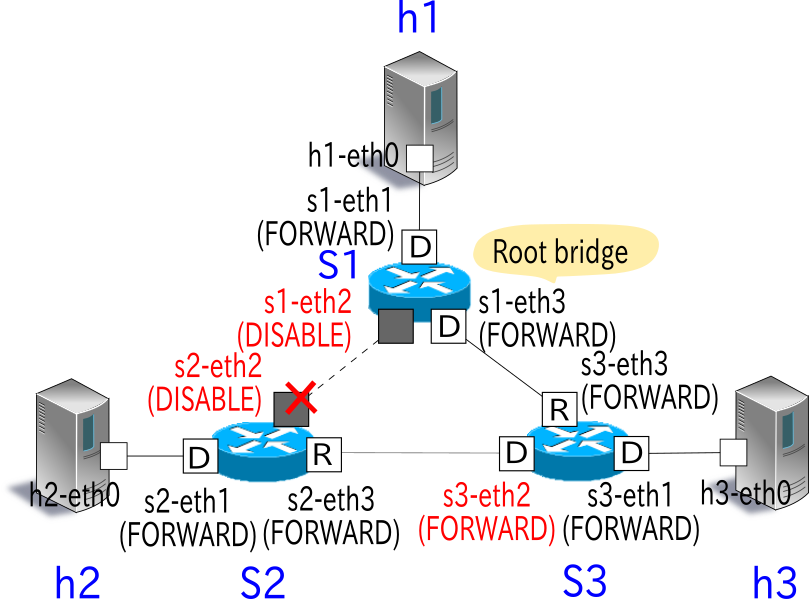 h1
h1-eth0
s1-eth1
(FORWARD)
D
S1
Root bridge
s1-eth2
(DISABLE)
D
s1-eth3
(FORWARD)
s2-eth2
(DISABLE)
s3-eth3
(FORWARD)
R
D
R
D
D
h2-eth0
s2-eth1
(FORWARD)
s2-eth3
(FORWARD)
s3-eth2
(FORWARD)
s3-eth1
(FORWARD)
h3-eth0
h2
S2
S3
h3